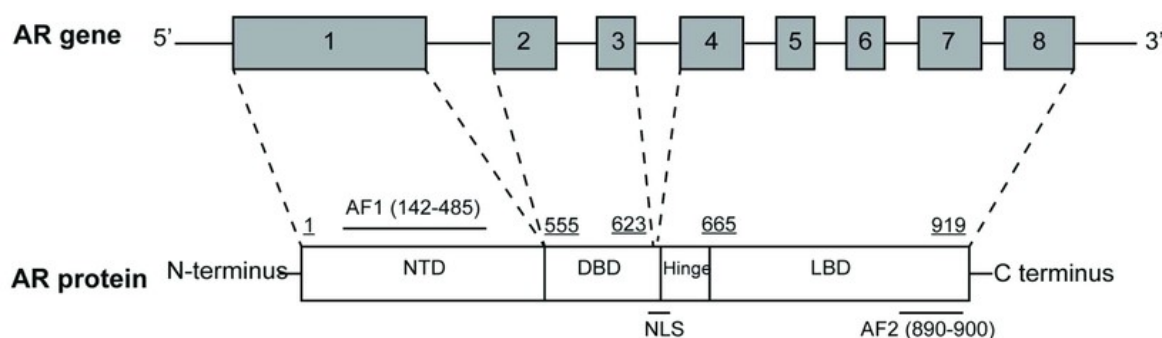 AR gene 5’ 1 2 3 4 5 6 7 8 3’
AF1 (142-485)
1 555 623 665 919
AR protein N-terminus NTD DBD Hinge LBD C terminus
NLS AF2 (890-900)